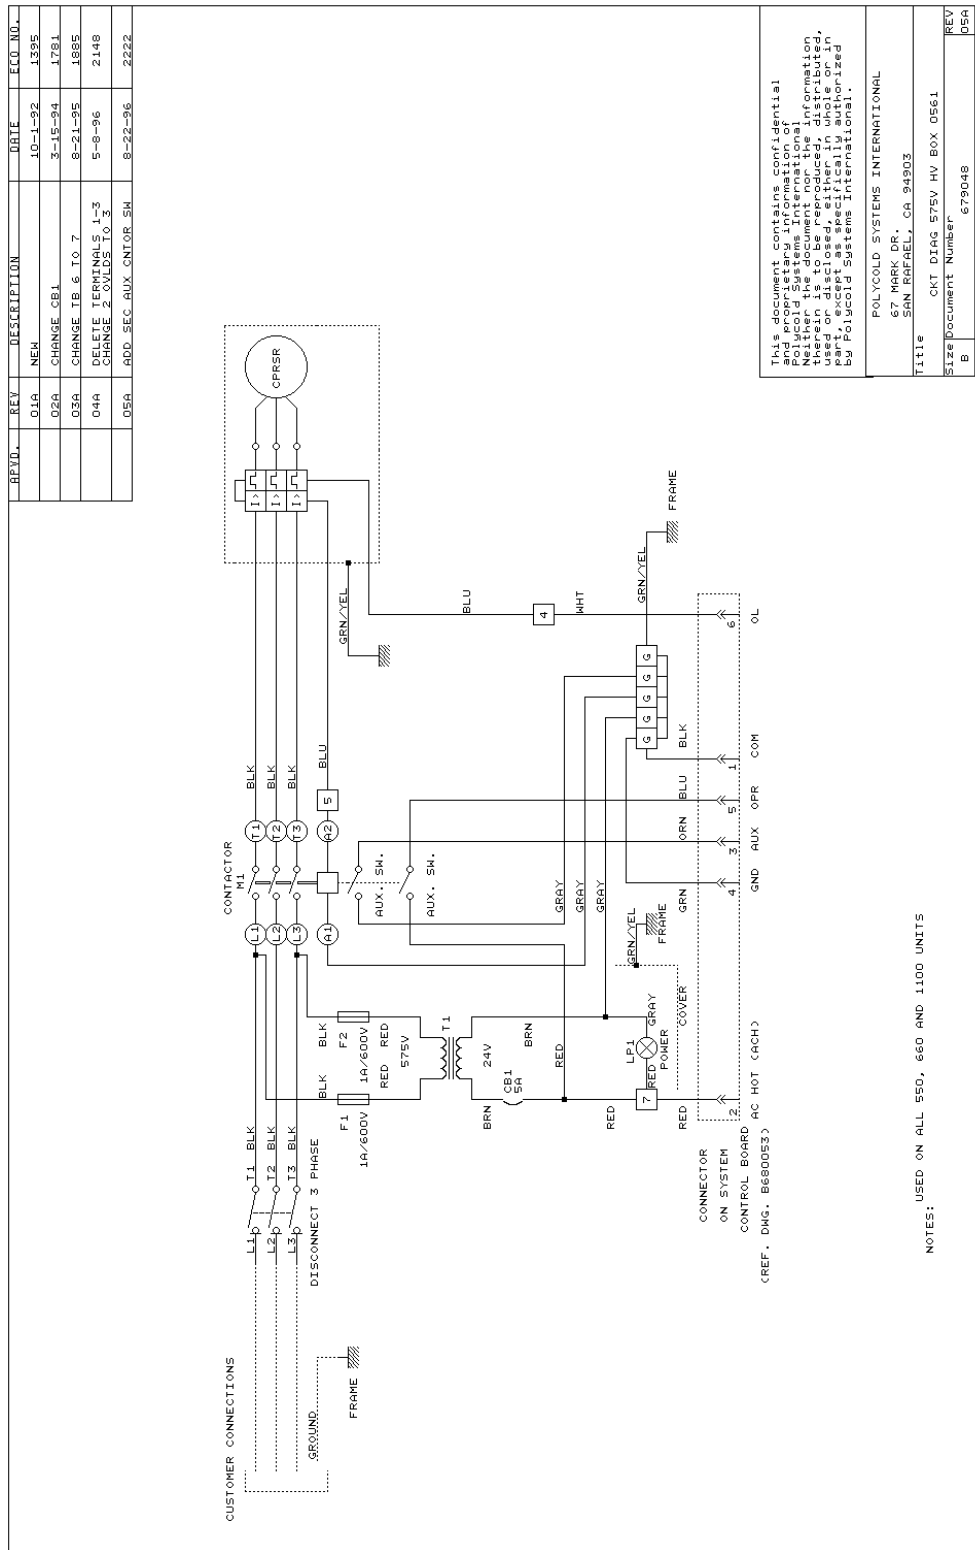 APVD. REV DESCRIPTION DATE ECO NO.
01A NEW 10-1-92 1395
02A CHANGE CB1 3-15-94 1781
03A CHANGE TB 6 TO 7 8-21-95 1885
04A DELETE TERMINALS 1-3 5-8-96 2148
CHANGE 2 OVLDS TO 3
05A ADD SEC AUX CNTOR SW 8-22-96 2222
CUSTOMER CONNECTIONS
GROUND
FRAME
L1 T1 BLK
L2 T2 BLK
L3 T3 BLK
DISCONNECT 3 PHASE
BLK
F1
1A/600V
RED
BLK
F2
1A/600V
RED
575V
T1
24V
BRN
BRN
CB1
5A
RED
CONTACTOR
M1
L1 T1 BLK
L2 T2 BLK
L3 T3 BLK
A1 A2 5 BLU
AUX. SW.
AUX. SW.
CPRSR
I>
I>
I>
GRN/YEL
BLU
4
WHT
GRAY
GRAY
GRAY
G G G G G
GRN/YEL
FRAME
RED
7
RED
LP1
POWER
GRAY
RED
COVER
GRN/YEL
FRAME
GRN
ORN
BLU
BLK
2 4 3 5 1 6
AC HOT (ACH)
GND
AUX
OPR
COM
OL
CONNECTOR
ON SYSTEM
CONTROL BOARD
(REF. DWG. B680053)
NOTES: USED ON ALL 550, 660 AND 1100 UNITS
This document contains confidential
and proprietary information of
Polycold Systems International
Neither the document nor the information
therein is to be reproduced, distributed,
used or disclosed, either in whole or in
part, except as specifically authorized
by Polycold Systems International.
POLYCOLD SYSTEMS INTERNATIONAL
67 MARK DR.
SAN RAFAEL, CA 94903
Title
CKT DIAG 575V HV BOX 0561
Size Document Number REV
B 679048 05A